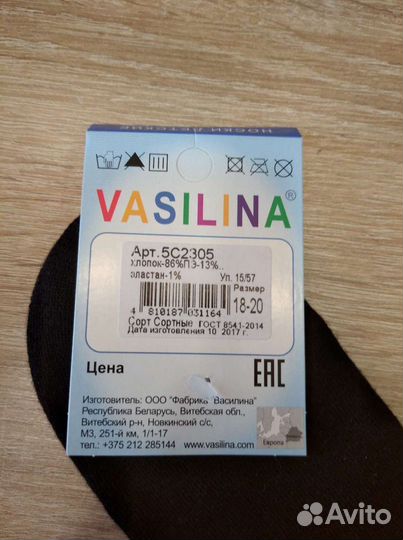 НОСКИ ДЕТСКИЕ
VASILINA®
Арт.5С2305
хлопок-86%ПЭ-13%..
эластан-1%
Уп. 15/57
Размер
18-20
4 810187 031164
Сорт Сортные ГОСТ 8541-2014
Дата изготовления 10 2017 г.
Цена
ЕАС
Изготовитель: ООО "Фабрика "Василина"
Республика Беларусь, Витебская обл.,
Витебский р-н, Новкинский с/с,
М3, 251-й км, 1/1-17
тел.: +375 212 285144
www.vasilina.com
Европа
Avito